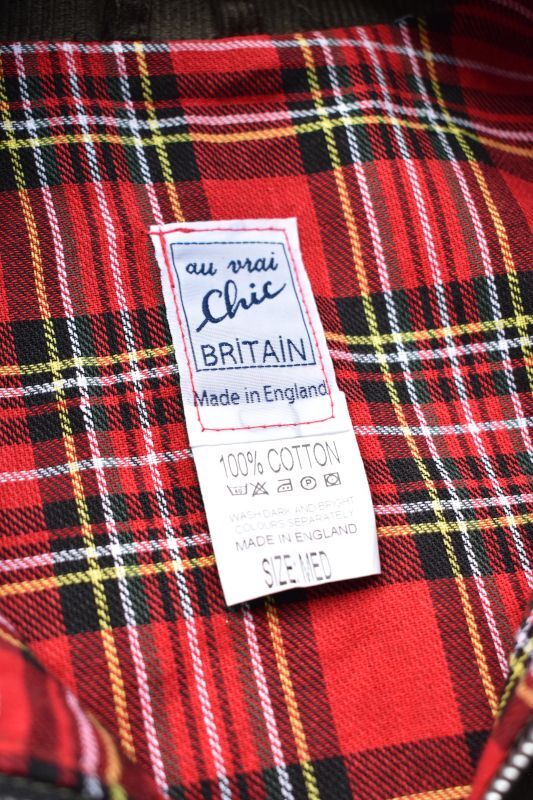 au vrai
Chic
BRITAIN
Made in England
100% COTTON
WASH DARK AND BRIGHT
COLOURS SEPARATELY
MADE IN ENGLAND
SIZE: MED